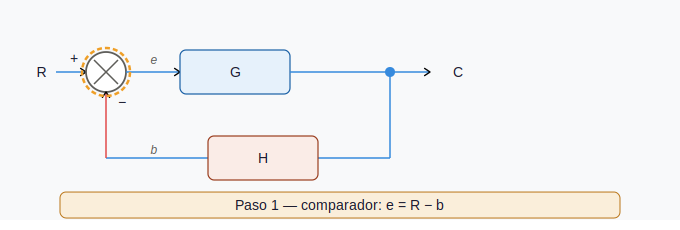 R
+
e
G
C
−
b
H
Paso 1 — comparador: e = R − b